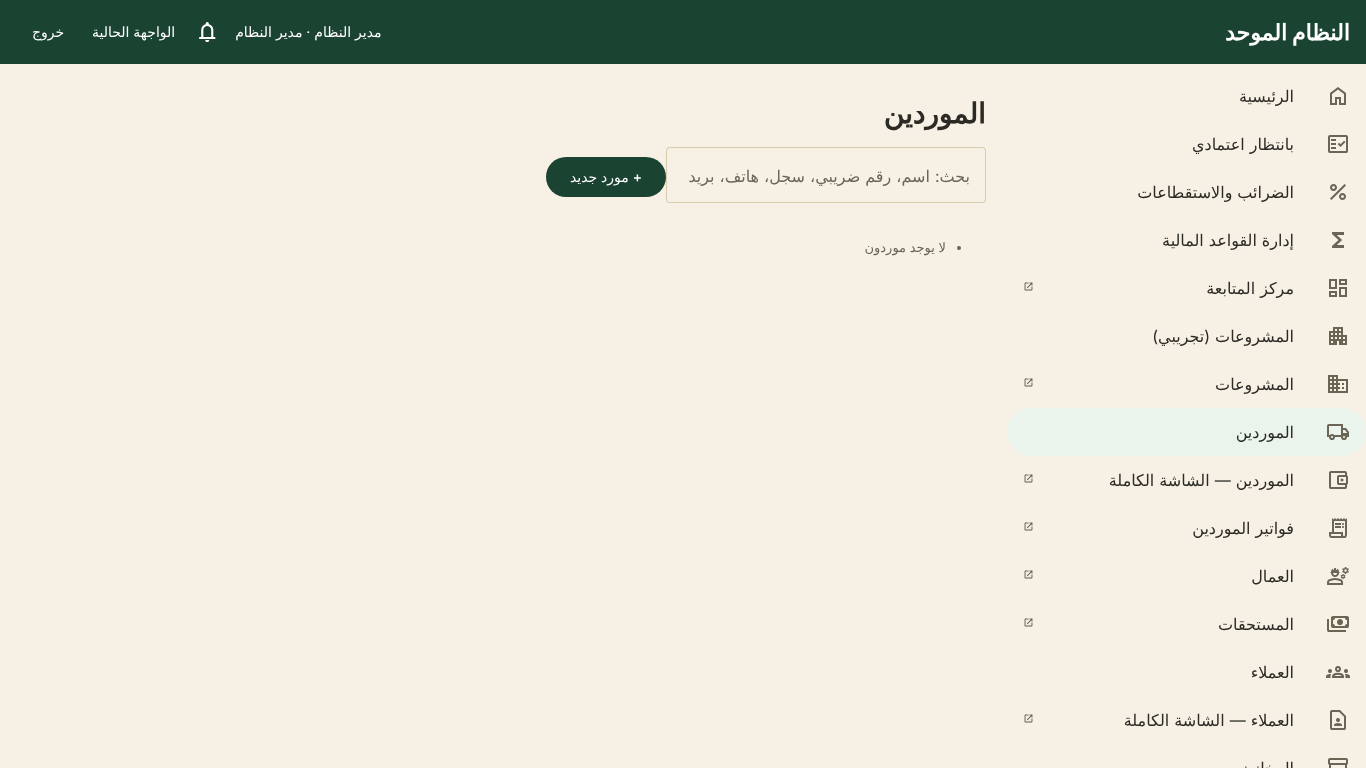 النظام الموحد
مدير النظام · مدير النظام
الواجهة الحالية
خروج
الرئيسية
بانتظار اعتمادي
الضرائب والاستقطاعات
إدارة القواعد المالية
مركز المتابعة
المشروعات (تجريبي)
المشروعات
الموردين
الموردين — الشاشة الكاملة
فواتير الموردين
العمال
المستحقات
العملاء
العملاء — الشاشة الكاملة
الموردين
بحث: اسم، رقم ضريبي، سجل، هاتف، بريد
+ مورد جديد
• لا يوجد موردون